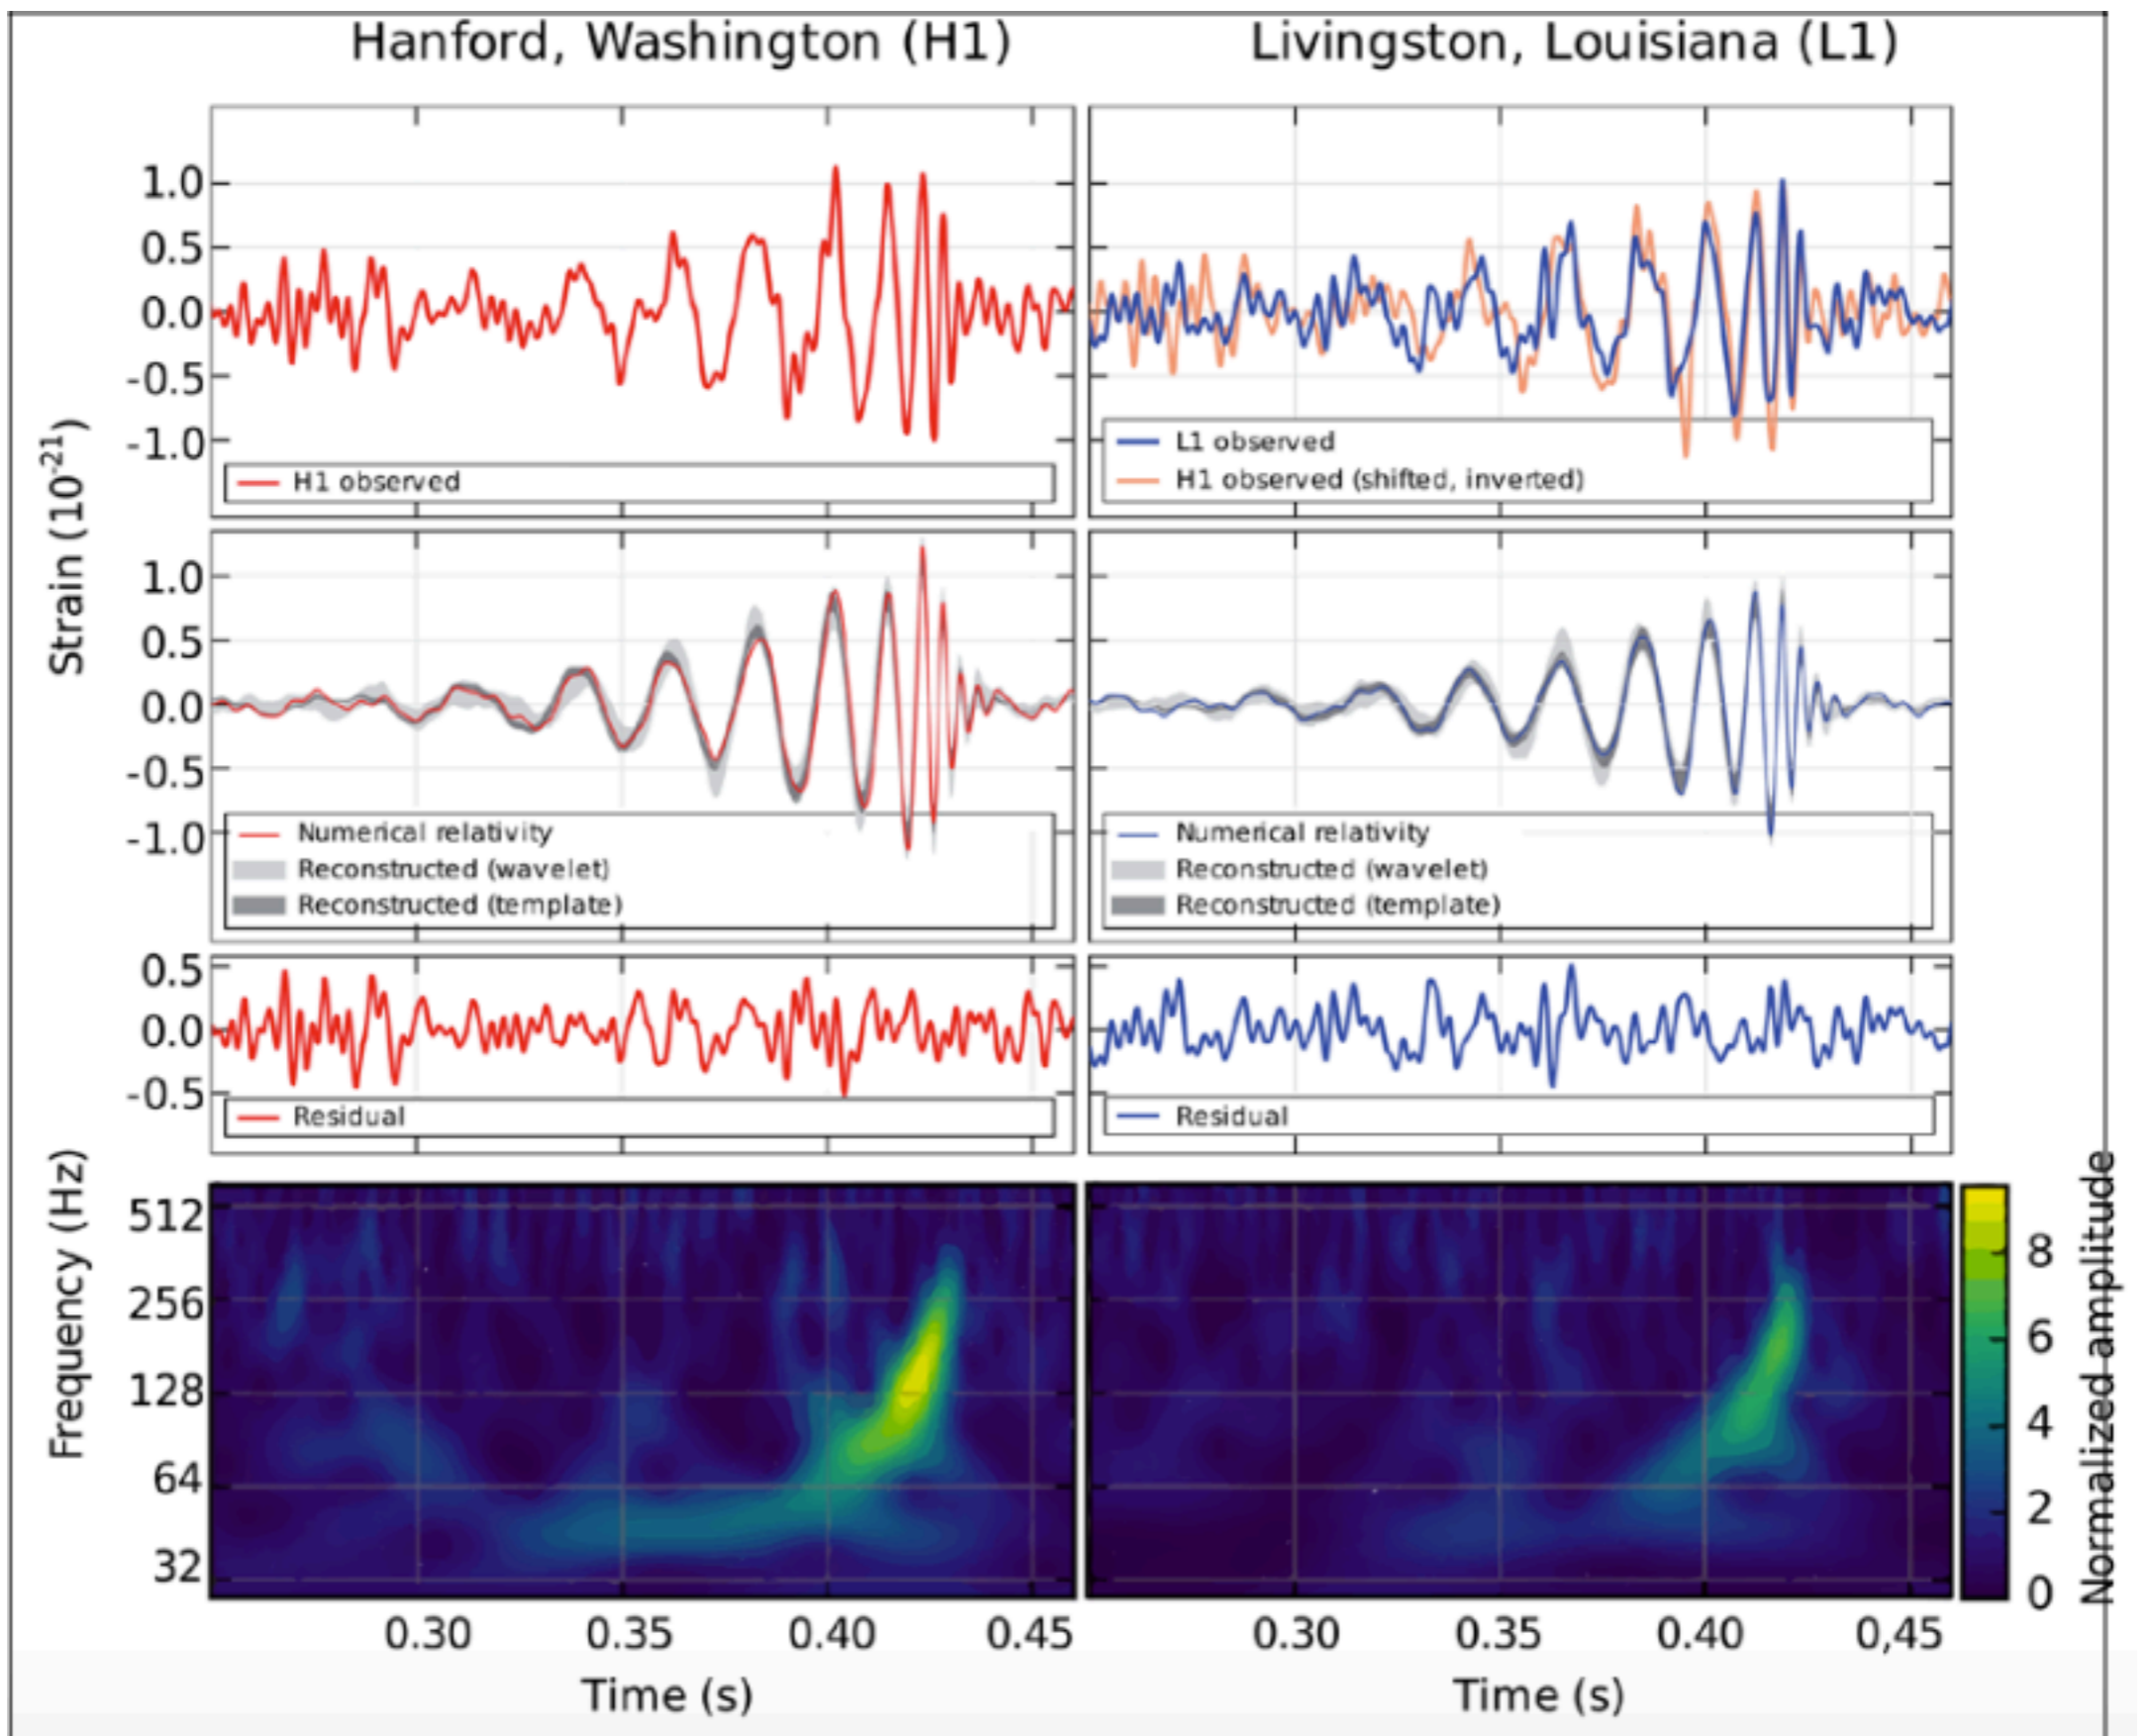 Hanford, Washington (H1)
Livingston, Louisiana (L1)
Strain (10-21)
1.0
0.5
0.0
-0.5
-1.0
H1 observed
L1 observed
H1 observed (shifted, inverted)
1.0
0.5
0.0
-0.5
-1.0
Numerical relativity
Reconstructed (wavelet)
Reconstructed (template)
Numerical relativity
Reconstructed (wavelet)
Reconstructed (template)
0.5
0.0
-0.5
Residual
Residual
Frequency (Hz)
512
256
128
64
32
Normalized amplitude
8
6
4
2
0
0.30 0.35 0.40 0.45
0.30 0.35 0.40 0,45
Time (s)
Time (s)